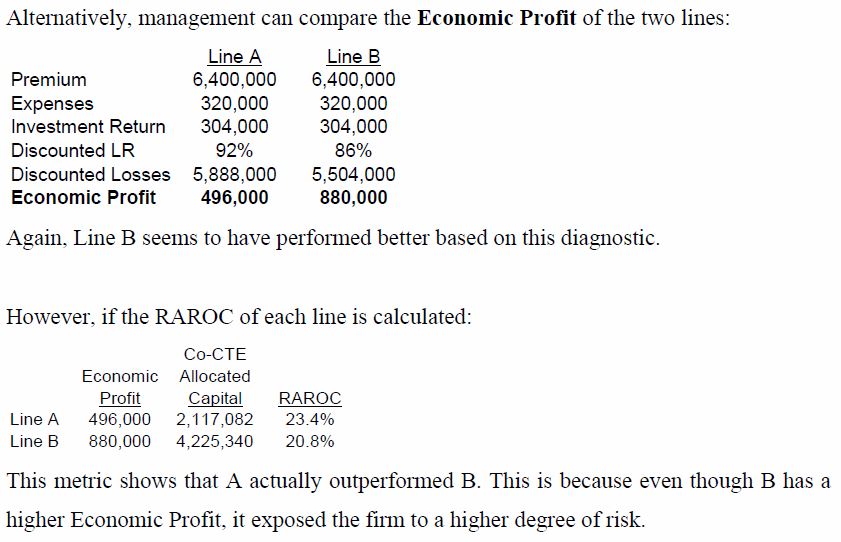 Alternatively, management can compare the Economic Profit of the two lines:
Line A Line B
Premium 6,400,000 6,400,000
Expenses 320,000 320,000
Investment Return 304,000 304,000
Discounted LR 92% 86%
Discounted Losses 5,888,000 5,504,000
Economic Profit 496,000 880,000
Again, Line B seems to have performed better based on this diagnostic.
However, if the RAROC of each line is calculated:
Co-CTE
Economic Allocated
Profit Capital RAROC
Line A 496,000 2,117,082 23.4%
Line B 880,000 4,225,340 20.8%
This metric shows that A actually outperformed B. This is because even though B has a
higher Economic Profit, it exposed the firm to a higher degree of risk.